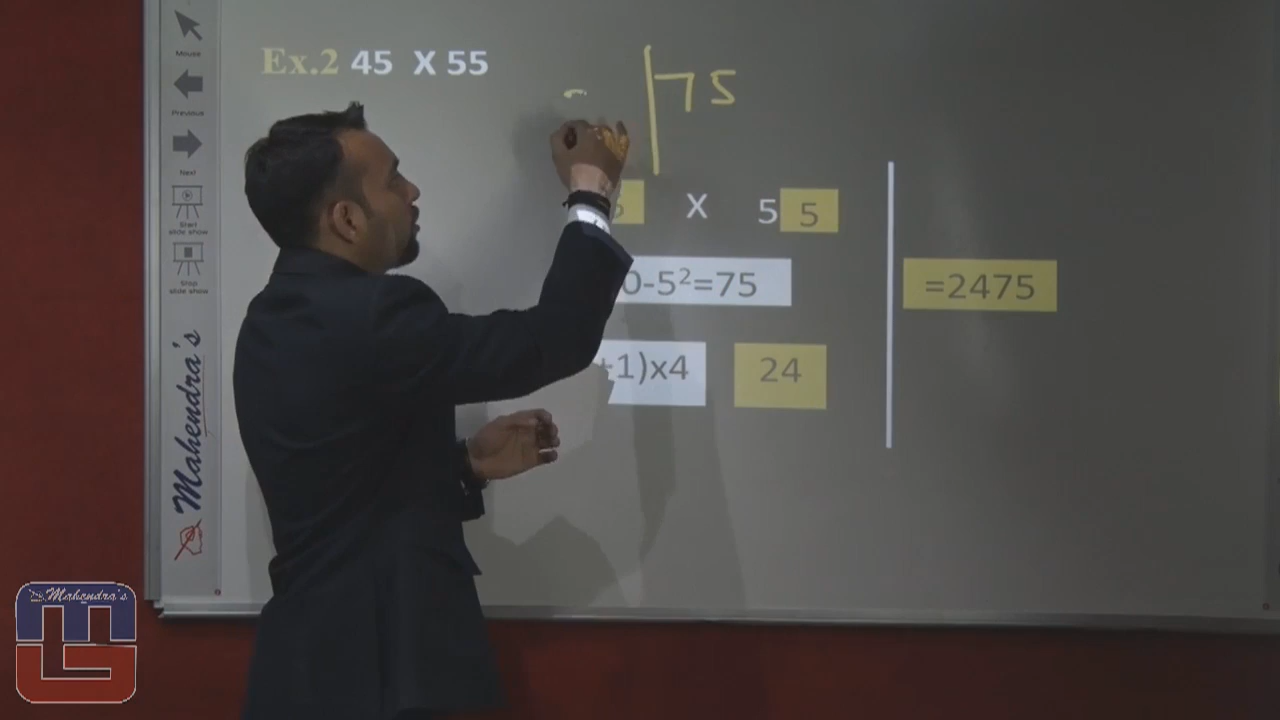 Mouse
Previous
Next
Start
slide show
Stop
slide show
Mahendra's
Ex.2 45 X 55
75
X 5 5
0-5²=75
+1)x4 24
=2475
Mahendra's